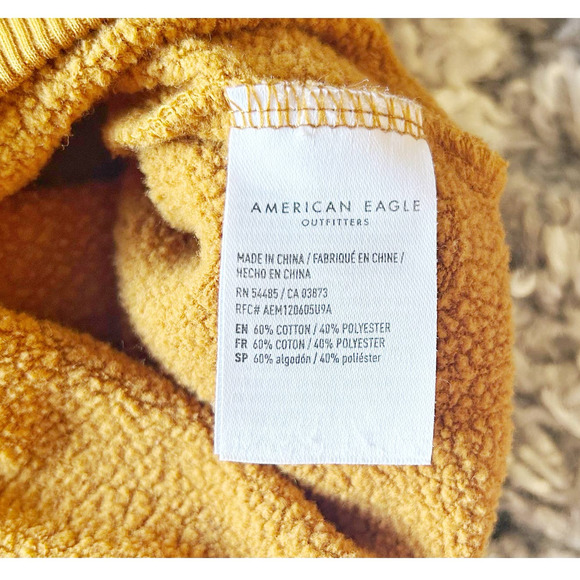 AMERICAN EAGLE
OUTFITTERS
MADE IN CHINA / FABRIQUÉ EN CHINE /
HECHO EN CHINA
RN 54485 / CA 03873
RFC# AEM120605U9A
EN 60% COTTON / 40% POLYESTER
FR 60% COTON / 40% POLYESTER
SP 60% algodón / 40% poliéster